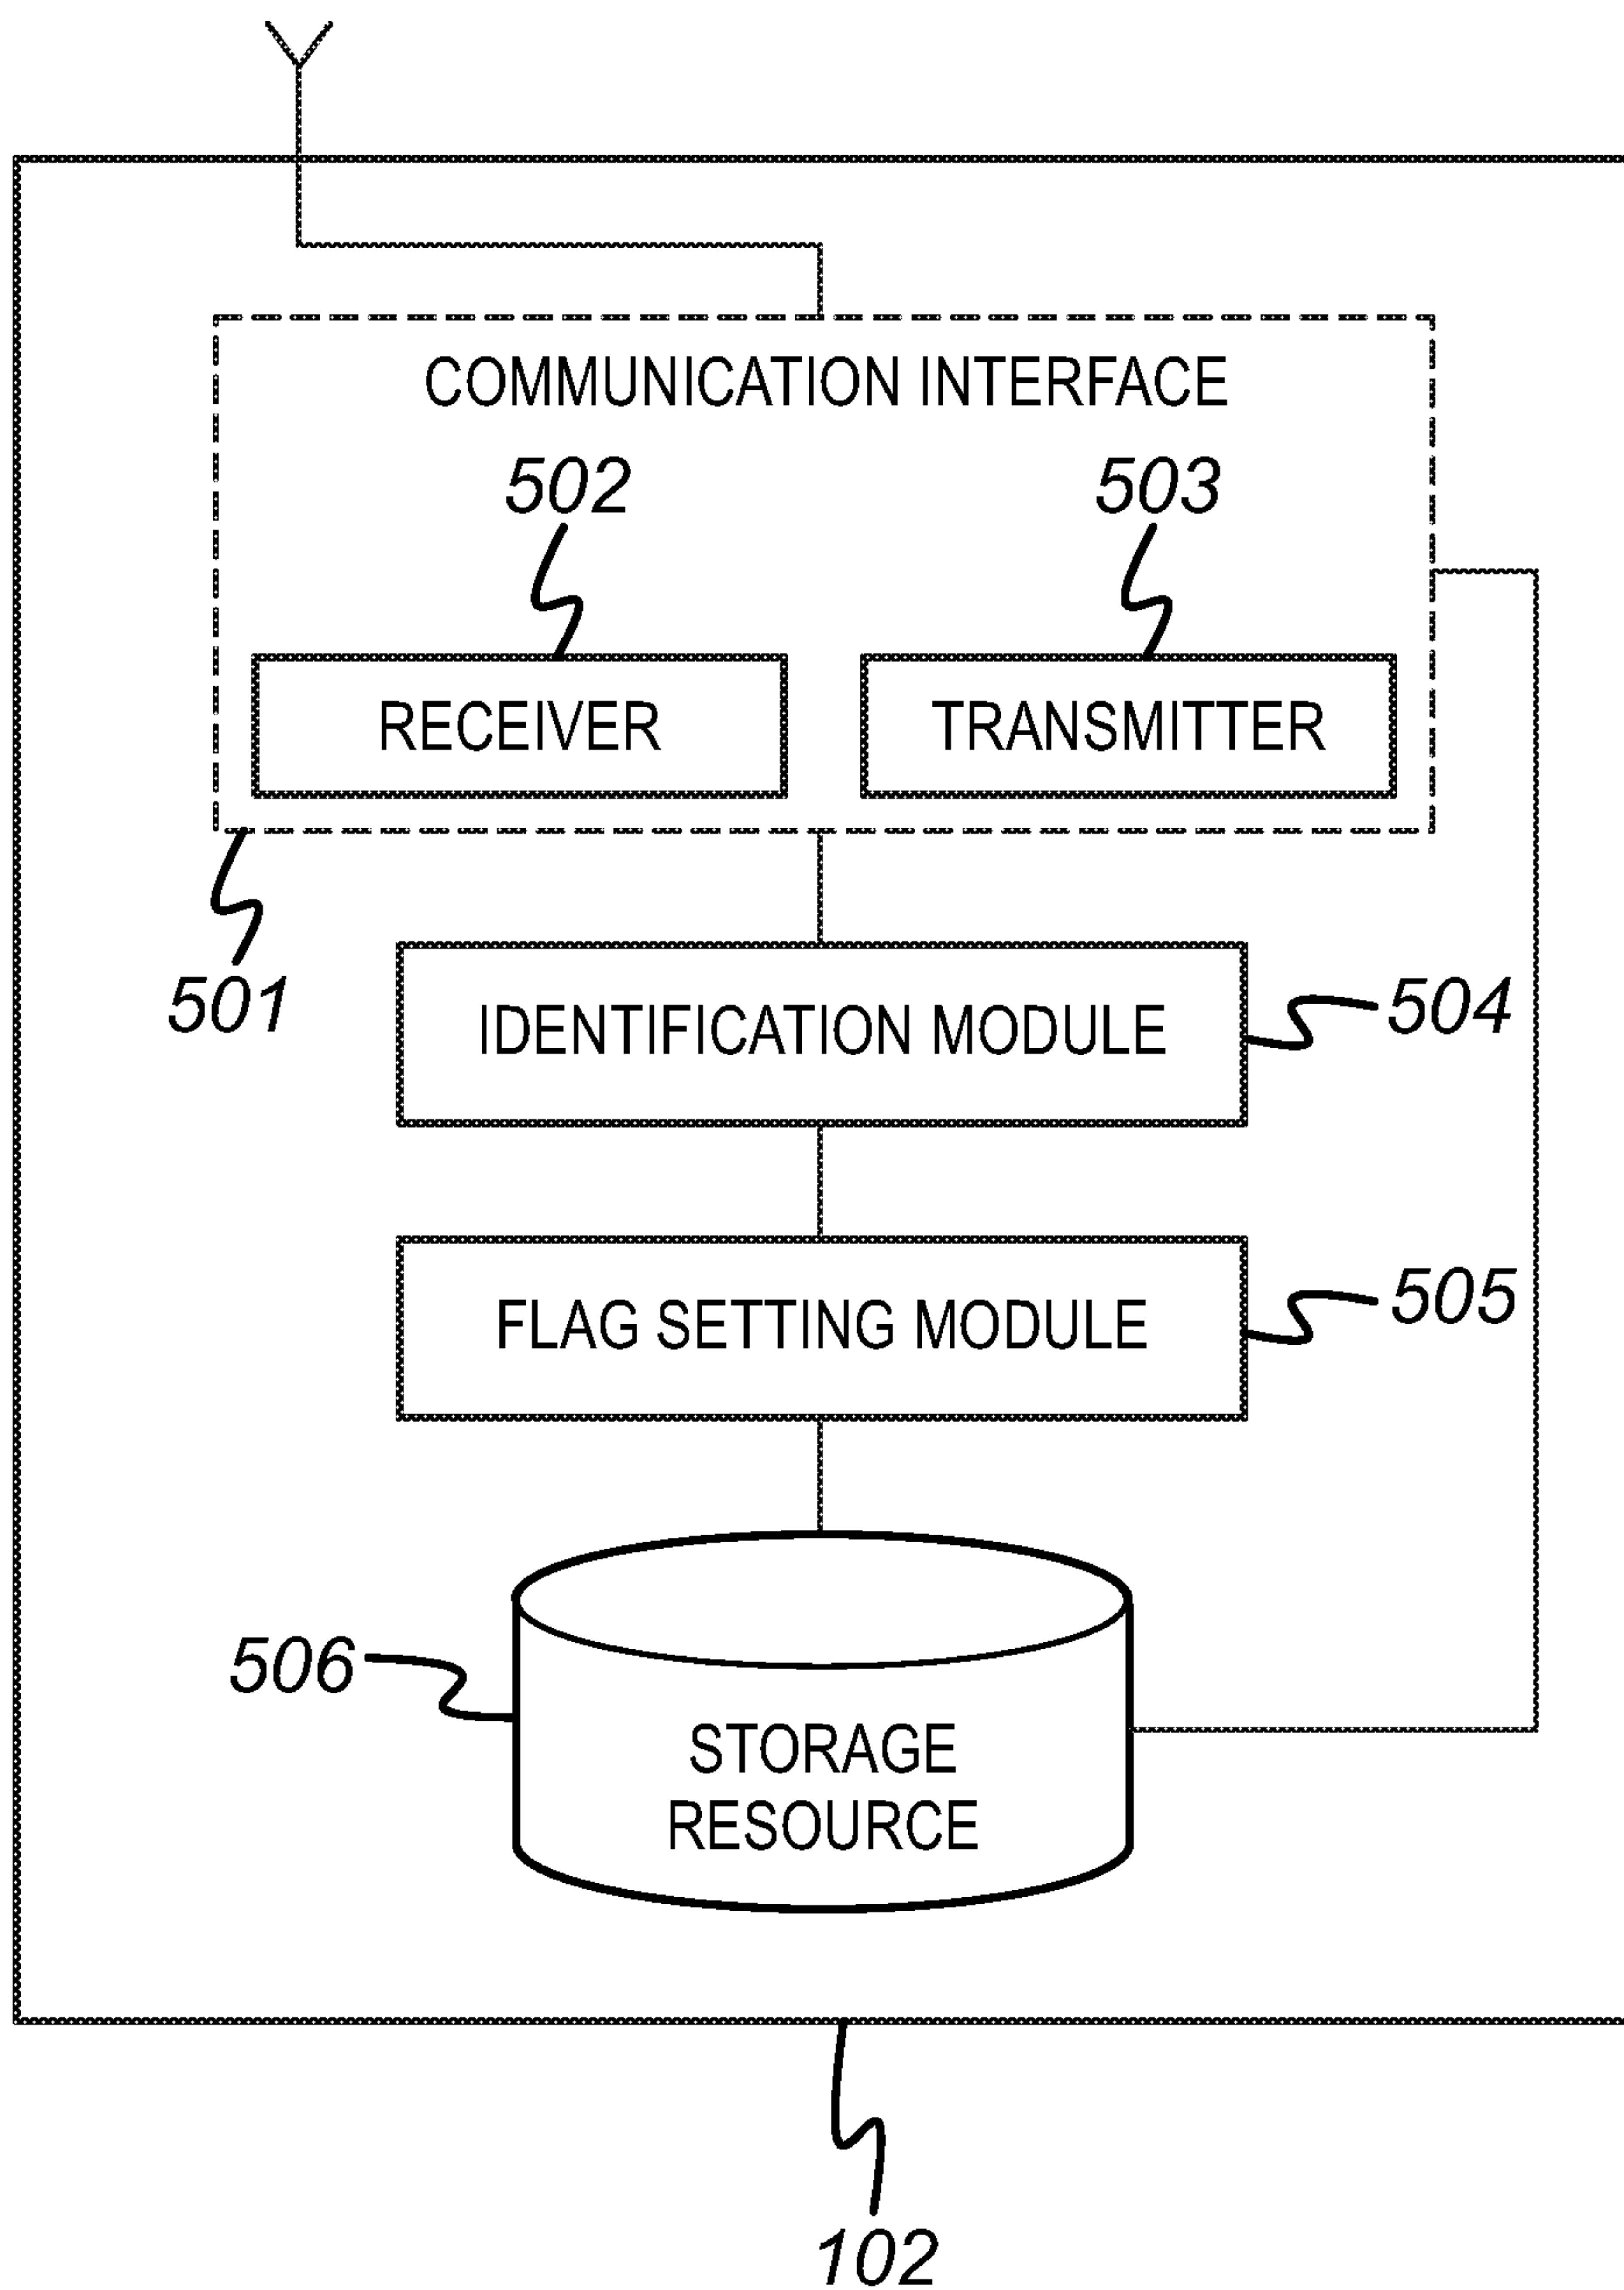 COMMUNICATION INTERFACE
502
503
RECEIVER
TRANSMITTER
501
IDENTIFICATION MODULE
504
FLAG SETTING MODULE
505
506
STORAGE
RESOURCE
102